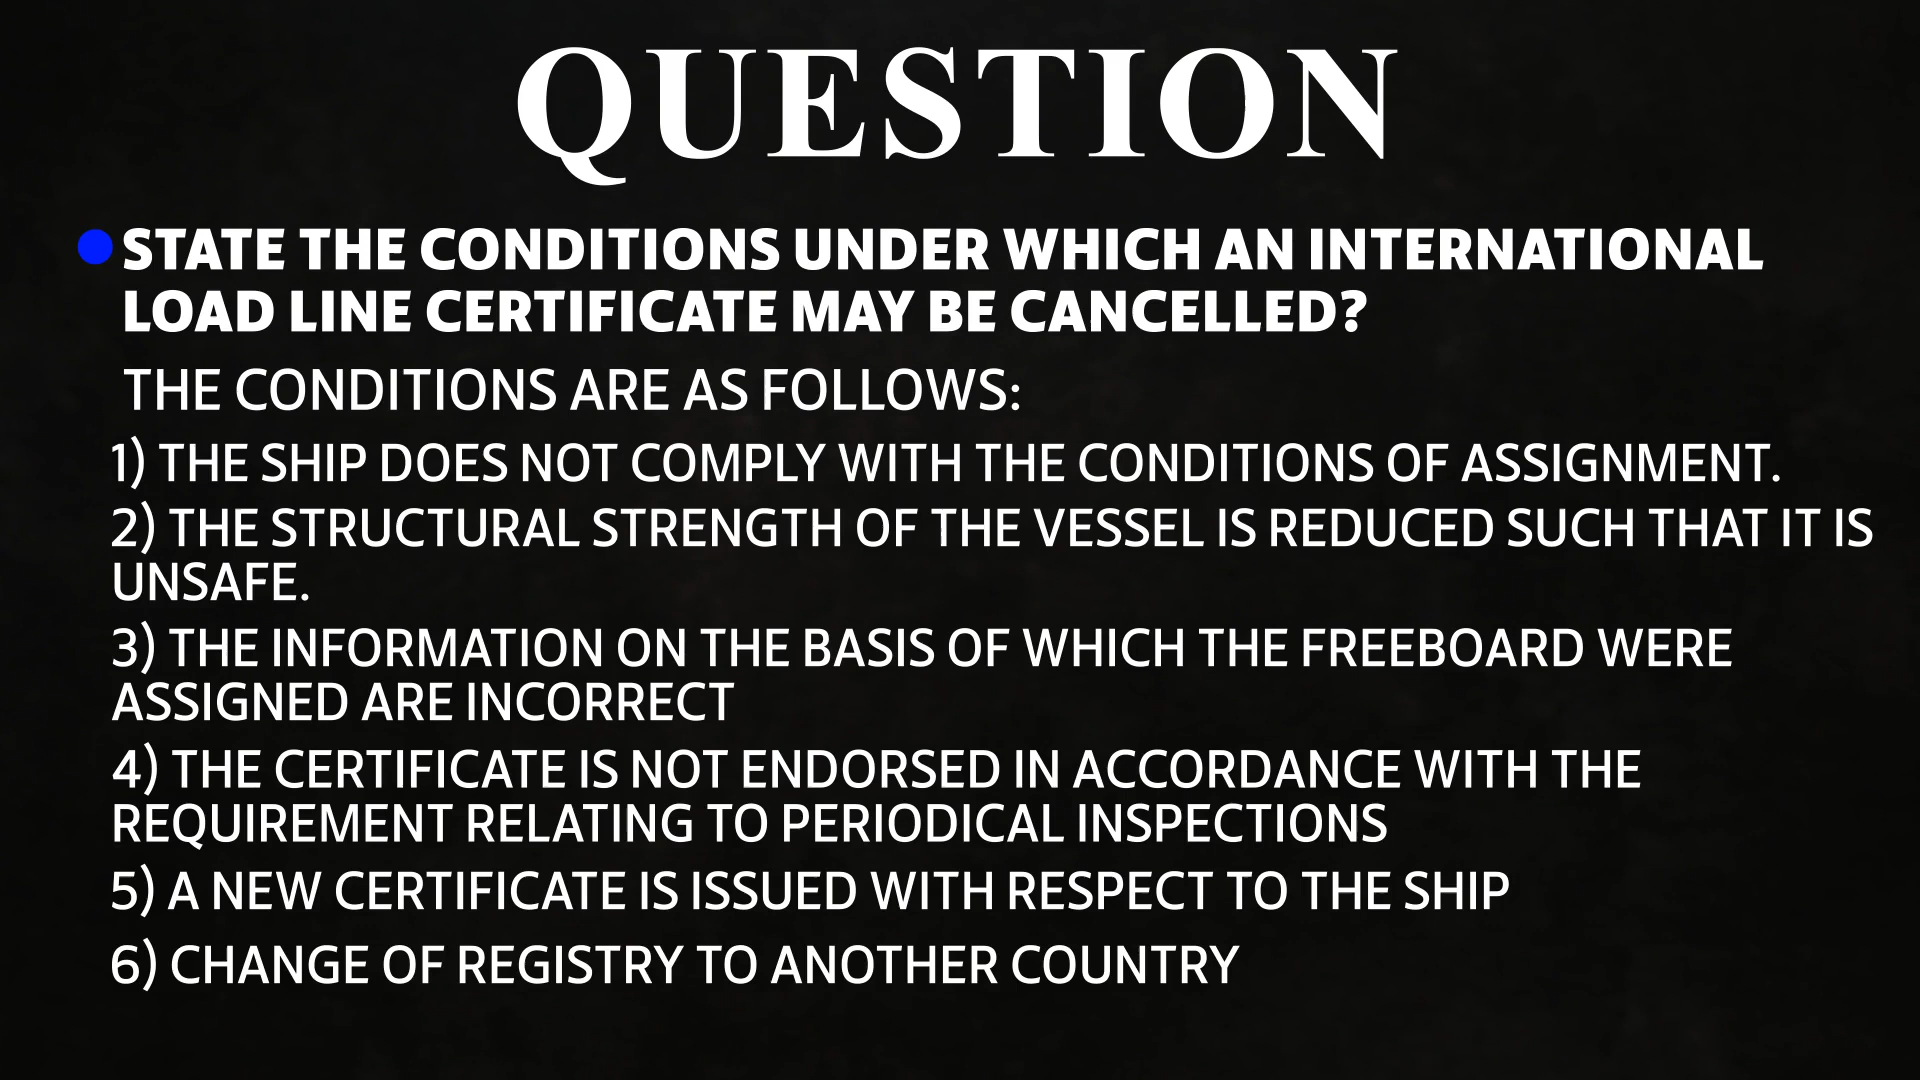 QUESTION
STATE THE CONDITIONS UNDER WHICH AN INTERNATIONAL
LOAD LINE CERTIFICATE MAY BE CANCELLED?
THE CONDITIONS ARE AS FOLLOWS:
1) THE SHIP DOES NOT COMPLY WITH THE CONDITIONS OF ASSIGNMENT.
2) THE STRUCTURAL STRENGTH OF THE VESSEL IS REDUCED SUCH THAT IT IS
UNSAFE.
3) THE INFORMATION ON THE BASIS OF WHICH THE FREEBOARD WERE
ASSIGNED ARE INCORRECT
4) THE CERTIFICATE IS NOT ENDORSED IN ACCORDANCE WITH THE
REQUIREMENT RELATING TO PERIODICAL INSPECTIONS
5) A NEW CERTIFICATE IS ISSUED WITH RESPECT TO THE SHIP
6) CHANGE OF REGISTRY TO ANOTHER COUNTRY